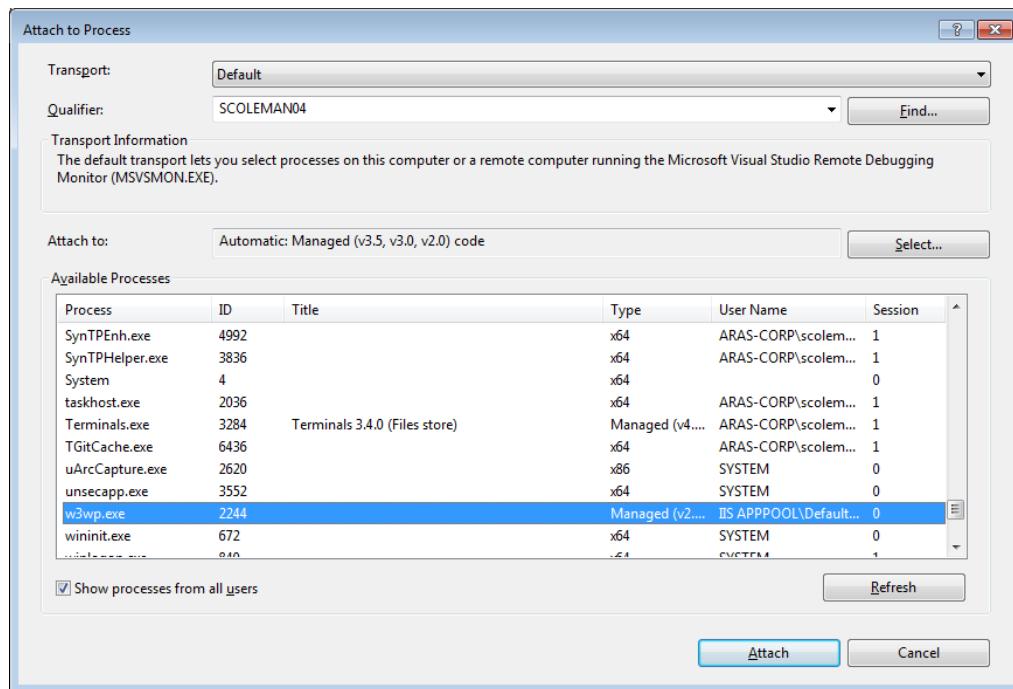 Attach to Process
Transport: Default
Qualifier: SCOLEMAN04 Find...
Transport Information
The default transport lets you select processes on this computer or a remote computer running the Microsoft Visual Studio Remote Debugging
Monitor (MSVSMON.EXE).
Attach to: Automatic: Managed (v3.5, v3.0, v2.0) code Select...
Available Processes
Process ID Title Type User Name Session
SynTPEnh.exe 4992 x64 ARAS-CORP\scolem... 1
SynTPHelper.exe 3836 x64 ARAS-CORP\scolem... 1
System 4 x64 0
taskhost.exe 2036 x64 ARAS-CORP\scolem... 1
Terminals.exe 3284 Terminals 3.4.0 (Files store) Managed (v4.... ARAS-CORP\scolem... 1
TGitCache.exe 6436 x64 ARAS-CORP\scolem... 1
uArcCapture.exe 2620 x86 SYSTEM 0
unsecapp.exe 3552 x64 SYSTEM 0
w3wp.exe 2244 Managed (v2.... IIS APPPOOL\Default... 0
wininit.exe 672 x64 SYSTEM 0
Show processes from all users Refresh
Attach Cancel